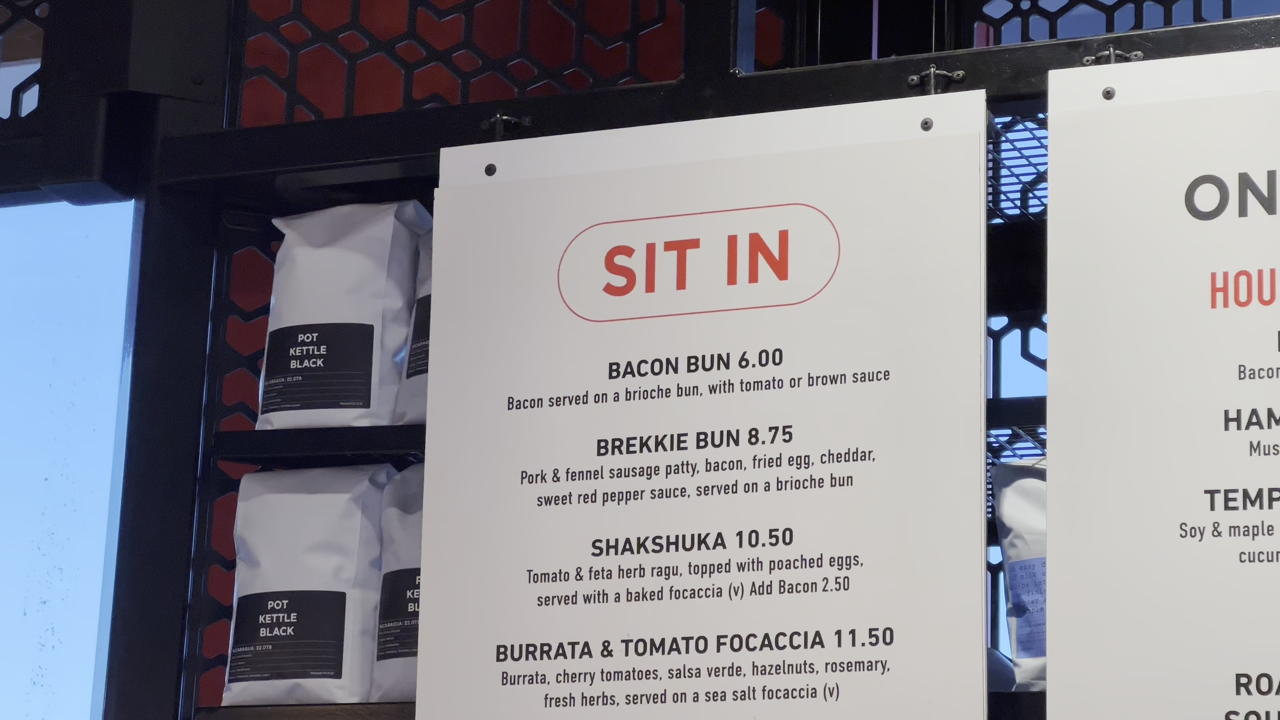 SIT IN
BACON BUN 6.00
Bacon served on a brioche bun, with tomato or brown sauce
BREKKIE BUN 8.75
Pork & fennel sausage patty, bacon, fried egg, cheddar,
sweet red pepper sauce, served on a brioche bun
SHAKSHUKA 10.50
Tomato & feta herb ragu, topped with poached eggs,
served with a baked focaccia (v) Add Bacon 2.50
BURRATA & TOMATO FOCACCIA 11.50
Burrata, cherry tomatoes, salsa verde, hazelnuts, rosemary,
fresh herbs, served on a sea salt focaccia (v)
POT
KETTLE
BLACK
POT
KETTLE
BLACK
ON
HOU
Bacon
HAM
Mus
TEMP
Soy & maple
cucu
ROA
SOU